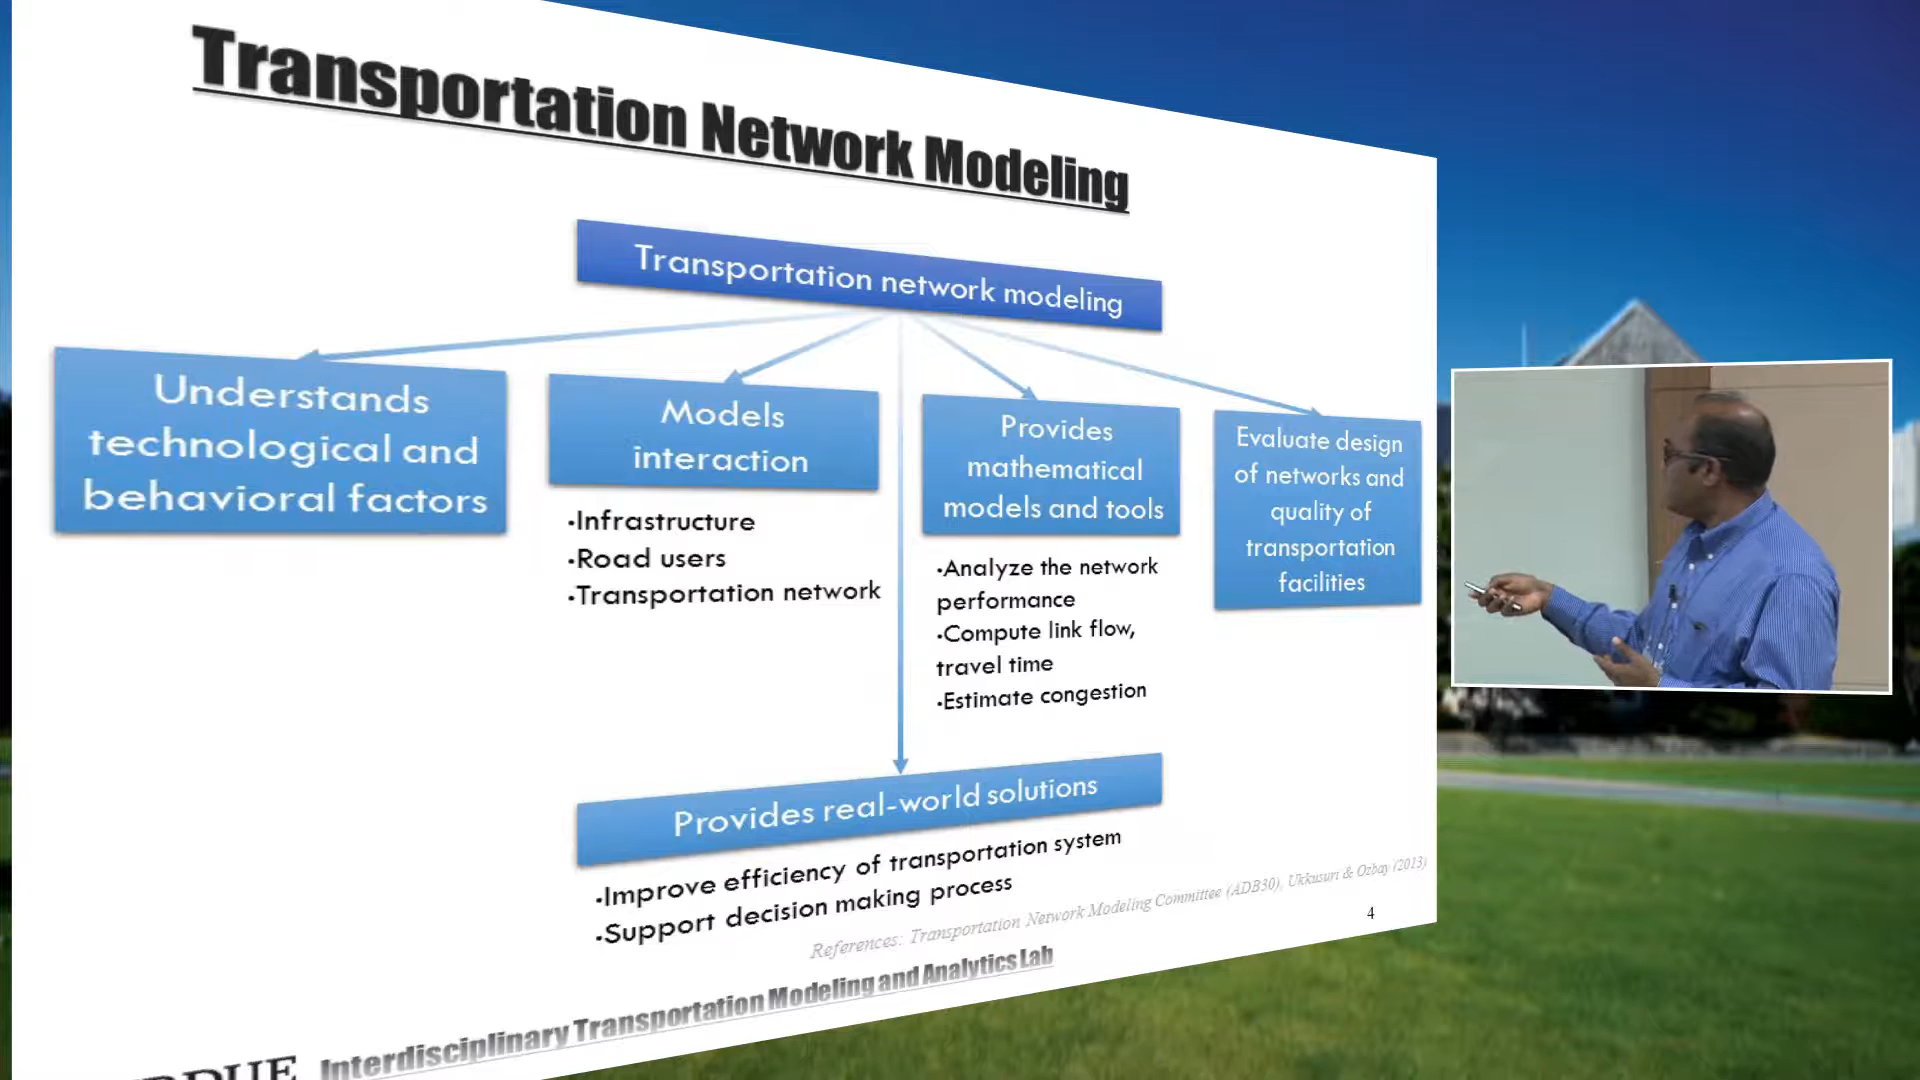 Transportation Network Modeling
Transportation network modeling
Understands
technological and
behavioral factors
Models
interaction
•Infrastructure
•Road users
•Transportation network
Provides
mathematical
models and tools
•Analyze the network
performance
•Compute link flow,
travel time
•Estimate congestion
Evaluate design
of networks and
quality of
transportation
facilities
Provides real-world solutions
•Improve efficiency of transportation system
•Support decision making process
References: Transportation Network Modeling Committee (ADB30), Ukkusuri & Ozbay (2013)
4
Interdisciplinary Transportation Modeling and Analytics Lab